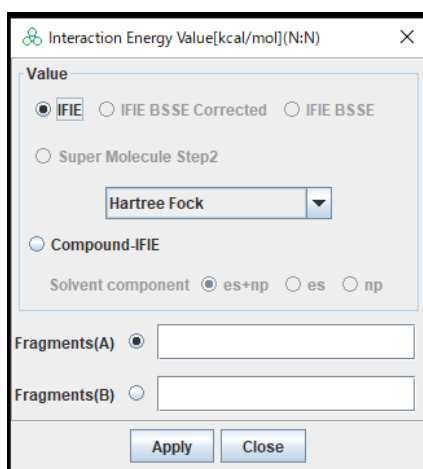 Interaction Energy Value[kcal/mol](N:N)
Value
IFIE IFIE BSSE Corrected IFIE BSSE
Super Molecule Step2
Hartree Fock
Compound-IFIE
Solvent component es+np es np
Fragments(A)
Fragments(B)
Apply Close